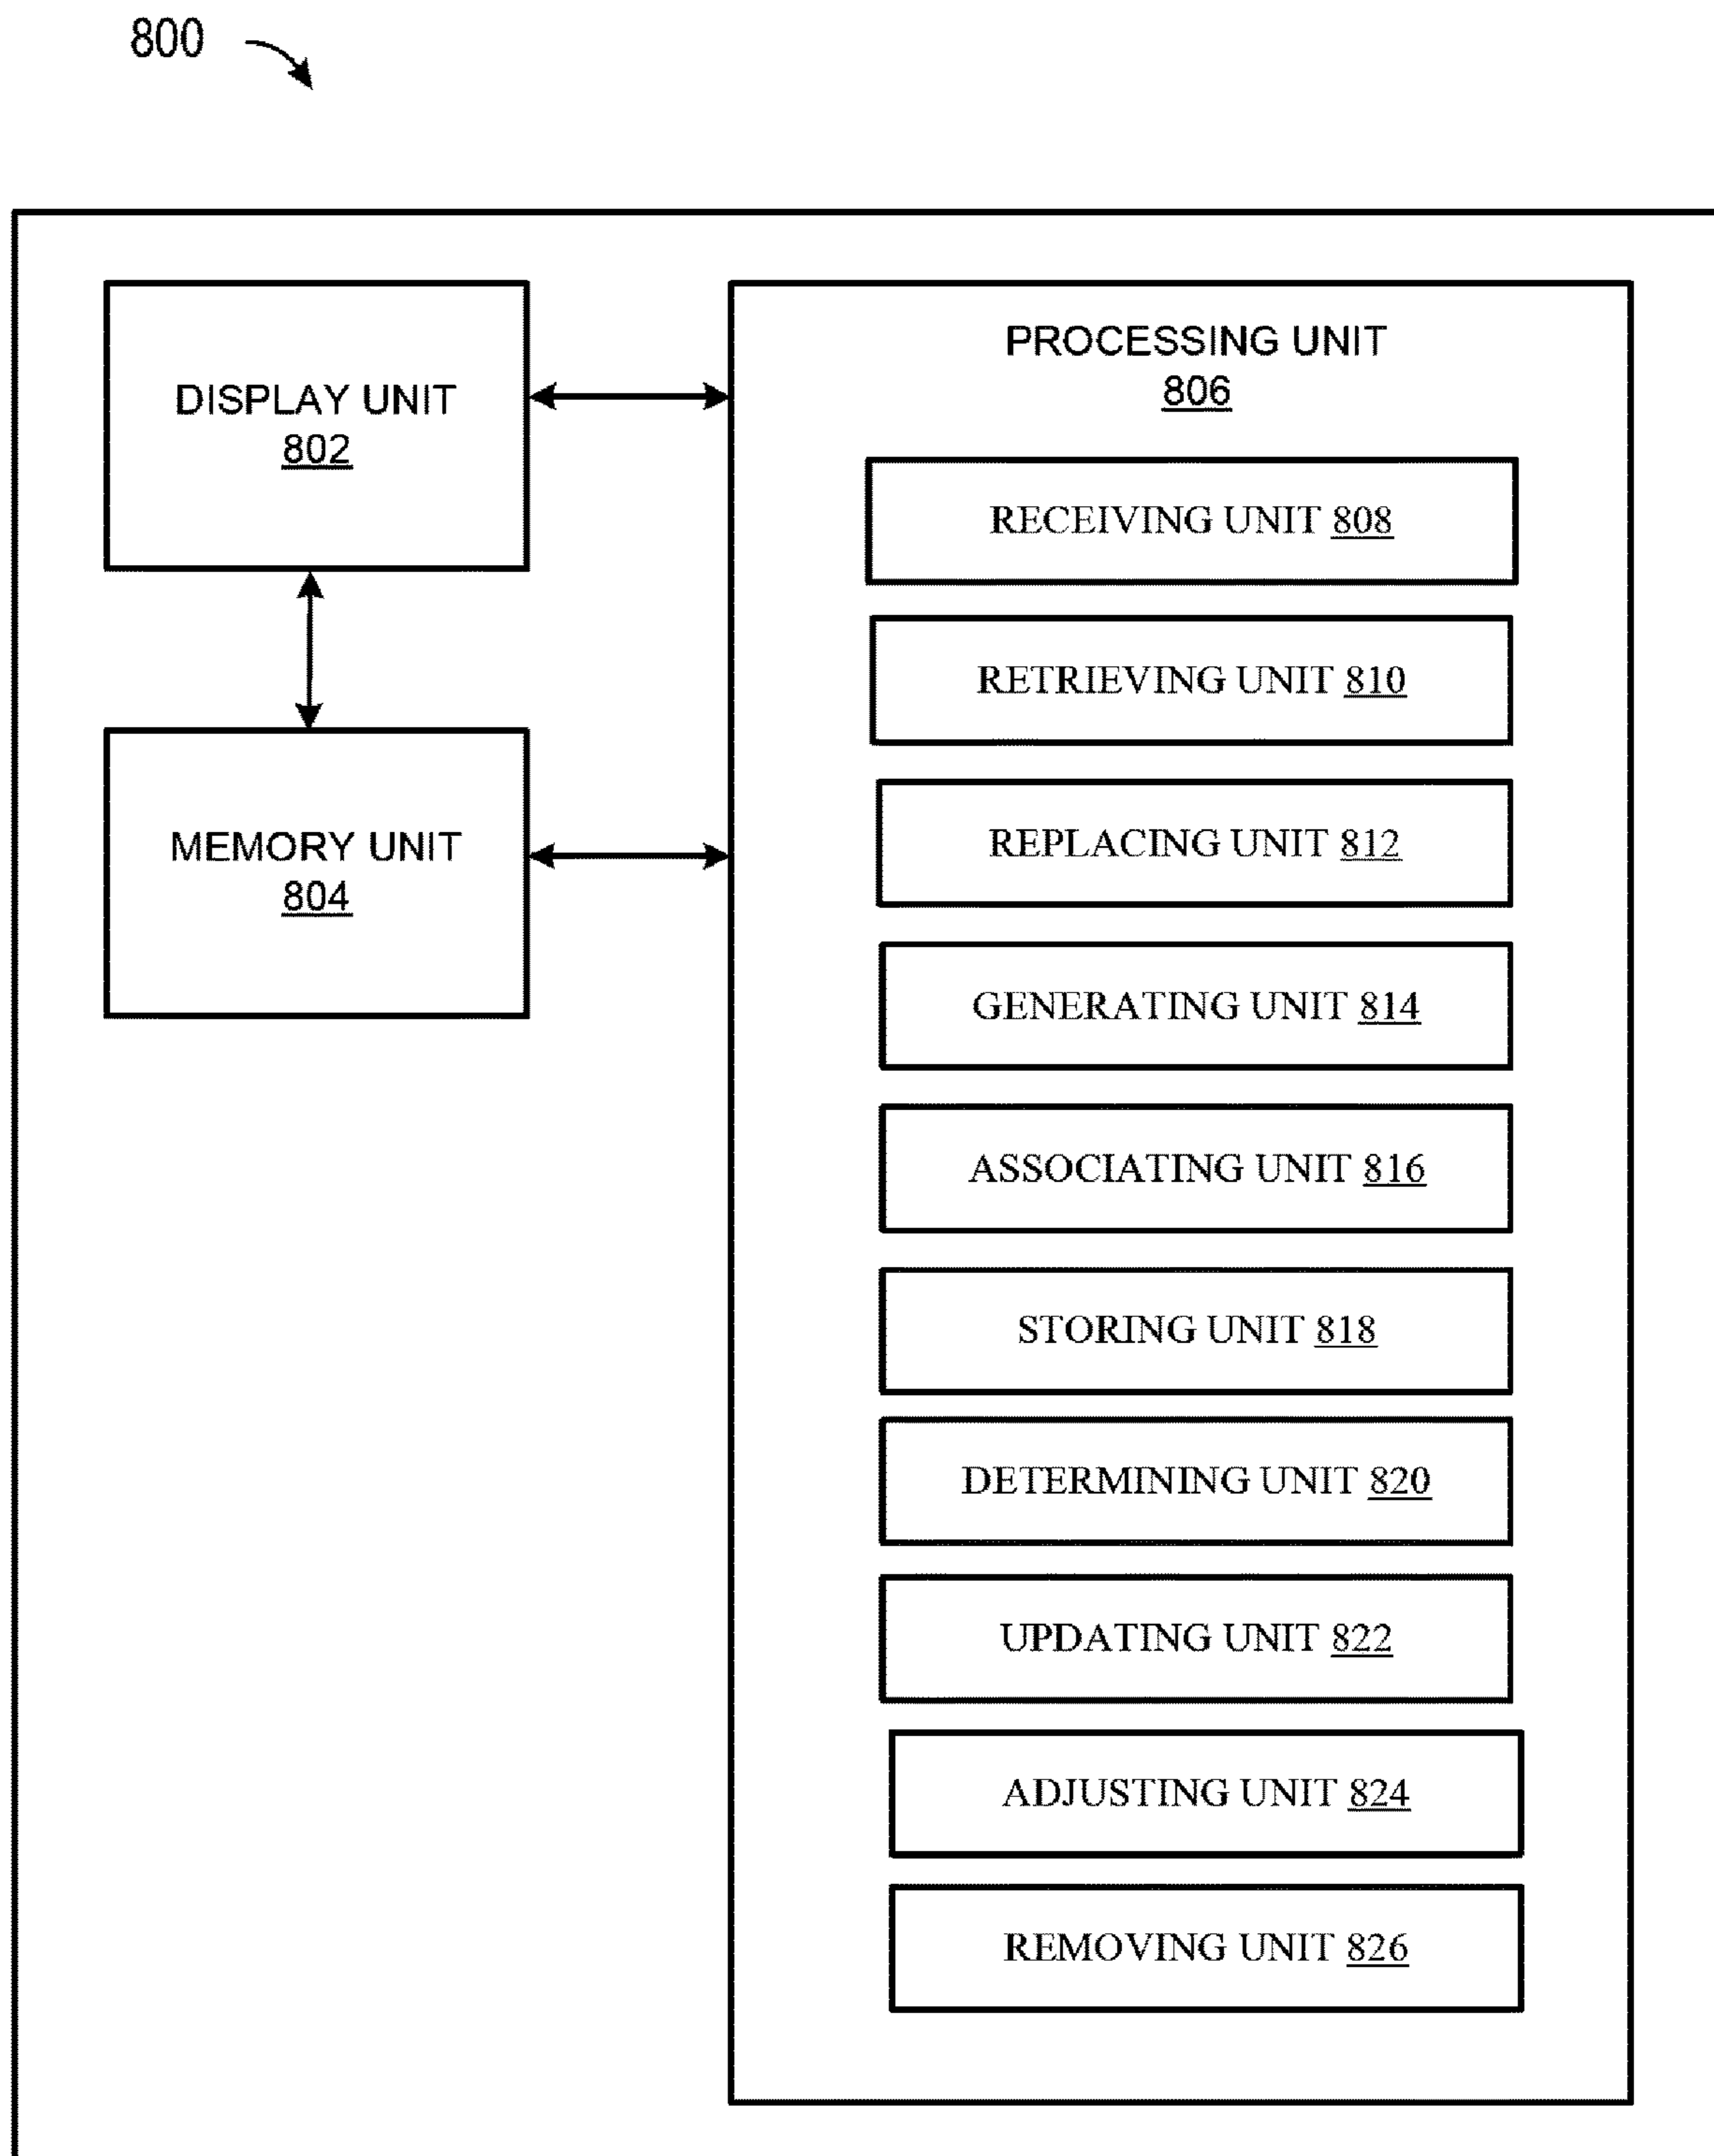 800
DISPLAY UNIT
802
MEMORY UNIT
804
PROCESSING UNIT
806
RECEIVING UNIT 808
RETRIEVING UNIT 810
REPLACING UNIT 812
GENERATING UNIT 814
ASSOCIATING UNIT 816
STORING UNIT 818
DETERMINING UNIT 820
UPDATING UNIT 822
ADJUSTING UNIT 824
REMOVING UNIT 826